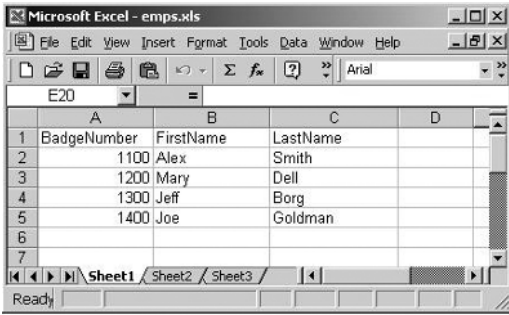 Microsoft Excel - emps.xls
File Edit View Insert Format Tools Data Window Help
Σ fx ? » Arial »
E20 =
A B C D
1 BadgeNumber FirstName LastName
2 1100 Alex Smith
3 1200 Mary Dell
4 1300 Jeff Borg
5 1400 Joe Goldman
6
7
Sheet1 Sheet2 Sheet3
Ready